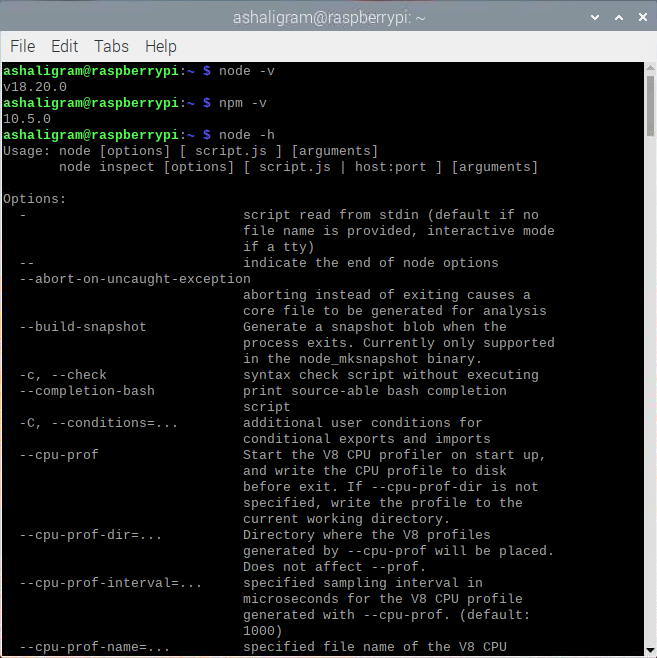 ashaligram@raspberrypi: ~
File Edit Tabs Help
ashaligram@raspberrypi:~ $ node -v
v18.20.0
ashaligram@raspberrypi:~ $ npm -v
10.5.0
ashaligram@raspberrypi:~ $ node -h
Usage: node [options] [ script.js ] [arguments]
       node inspect [options] [ script.js | host:port ] [arguments]

Options:
  -                           script read from stdin (default if no
                              file name is provided, interactive mode
                              if a tty)
  --                          indicate the end of node options
  --abort-on-uncaught-exception
                              aborting instead of exiting causes a
                              core file to be generated for analysis
  --build-snapshot            Generate a snapshot blob when the
                              process exits. Currently only supported
                              in the node_mksnapshot binary.
  -c, --check                 syntax check script without executing
  --completion-bash           print source-able bash completion
                              script
  -C, --conditions=...        additional user conditions for
                              conditional exports and imports
  --cpu-prof                  Start the V8 CPU profiler on start up,
                              and write the CPU profile to disk
                              before exit. If --cpu-prof-dir is not
                              specified, write the profile to the
                              current working directory.
  --cpu-prof-dir=...          Directory where the V8 profiles
                              generated by --cpu-prof will be placed.
                              Does not affect --prof.
  --cpu-prof-interval=...     specified sampling interval in
                              microseconds for the V8 CPU profile
                              generated with --cpu-prof. (default:
                              1000)
  --cpu-prof-name=...         specified file name of the V8 CPU